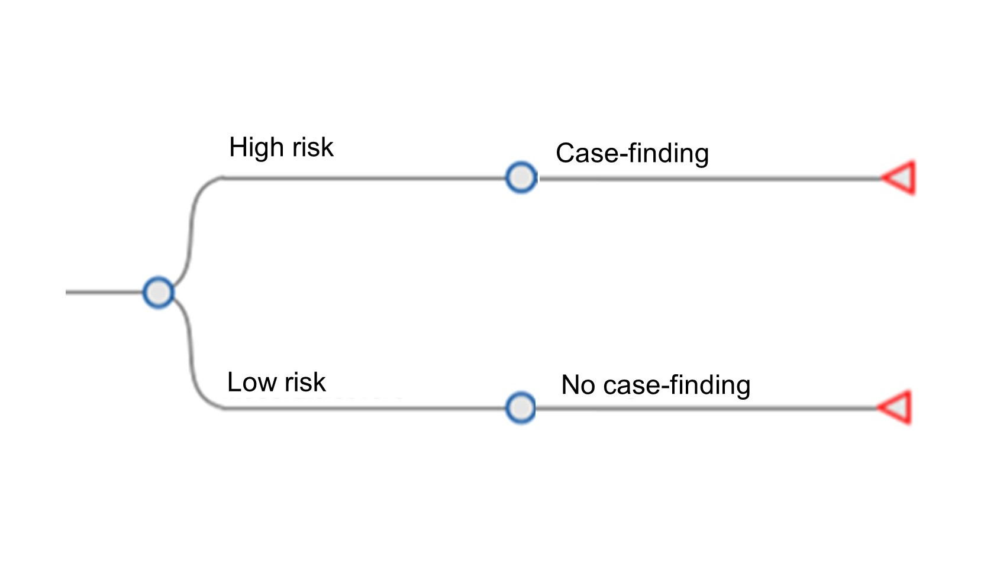 High risk
Case-finding
Low risk
No case-finding